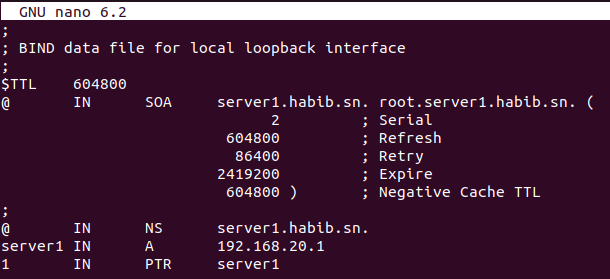 GNU nano 6.2
;
; BIND data file for local loopback interface
;
$TTL    604800
@       IN      SOA     server1.habib.sn. root.server1.habib.sn. (
                              2         ; Serial
                         604800         ; Refresh
                          86400         ; Retry
                        2419200         ; Expire
                         604800 )       ; Negative Cache TTL
;
@       IN      NS      server1.habib.sn.
server1 IN      A       192.168.20.1
1       IN      PTR     server1